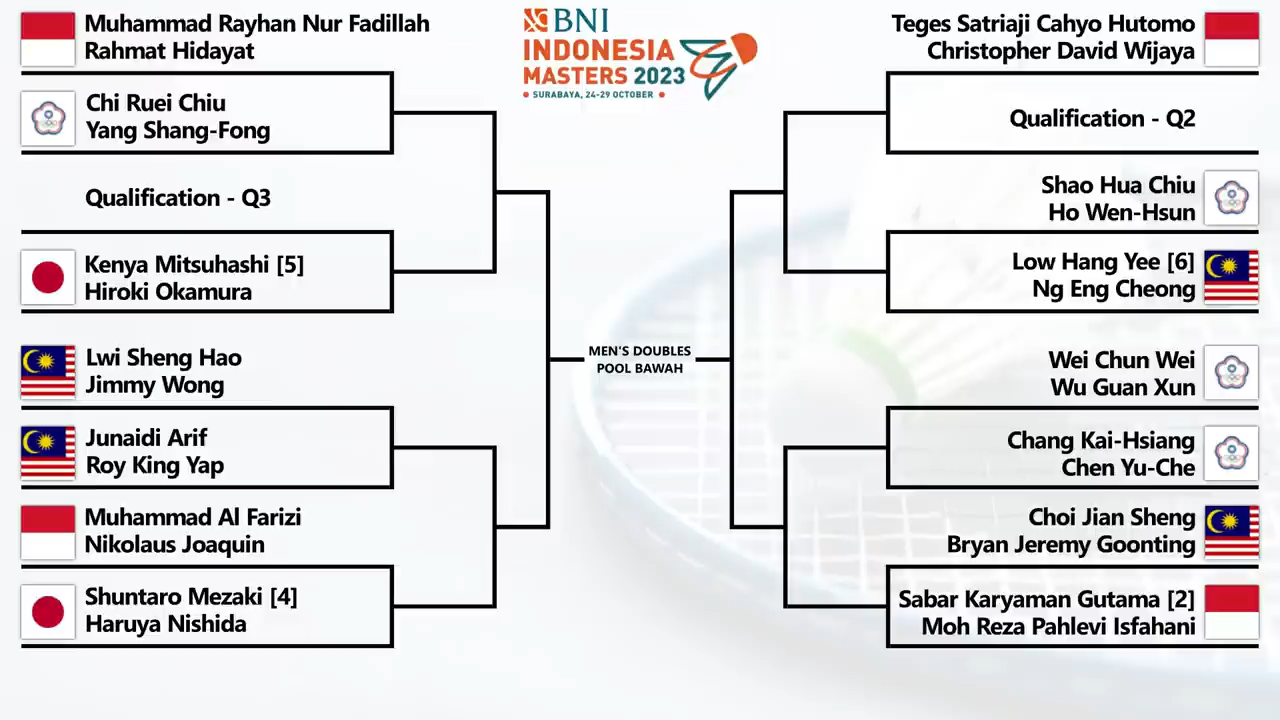 Muhammad Rayhan Nur Fadillah
Rahmat Hidayat
Chi Ruei Chiu
Yang Shang-Fong
Qualification - Q3
Kenya Mitsuhashi [5]
Hiroki Okamura
Lwi Sheng Hao
Jimmy Wong
Junaidi Arif
Roy King Yap
Muhammad Al Farizi
Nikolaus Joaquin
Shuntaro Mezaki [4]
Haruya Nishida
BNI
INDONESIA
MASTERS 2023
SURABAYA, 24-29 OCTOBER
MEN'S DOUBLES
POOL BAWAH
Teges Satriaji Cahyo Hutomo
Christopher David Wijaya
Qualification - Q2
Shao Hua Chiu
Ho Wen-Hsun
Low Hang Yee [6]
Ng Eng Cheong
Wei Chun Wei
Wu Guan Xun
Chang Kai-Hsiang
Chen Yu-Che
Choi Jian Sheng
Bryan Jeremy Goonting
Sabar Karyaman Gutama [2]
Moh Reza Pahlevi Isfahani